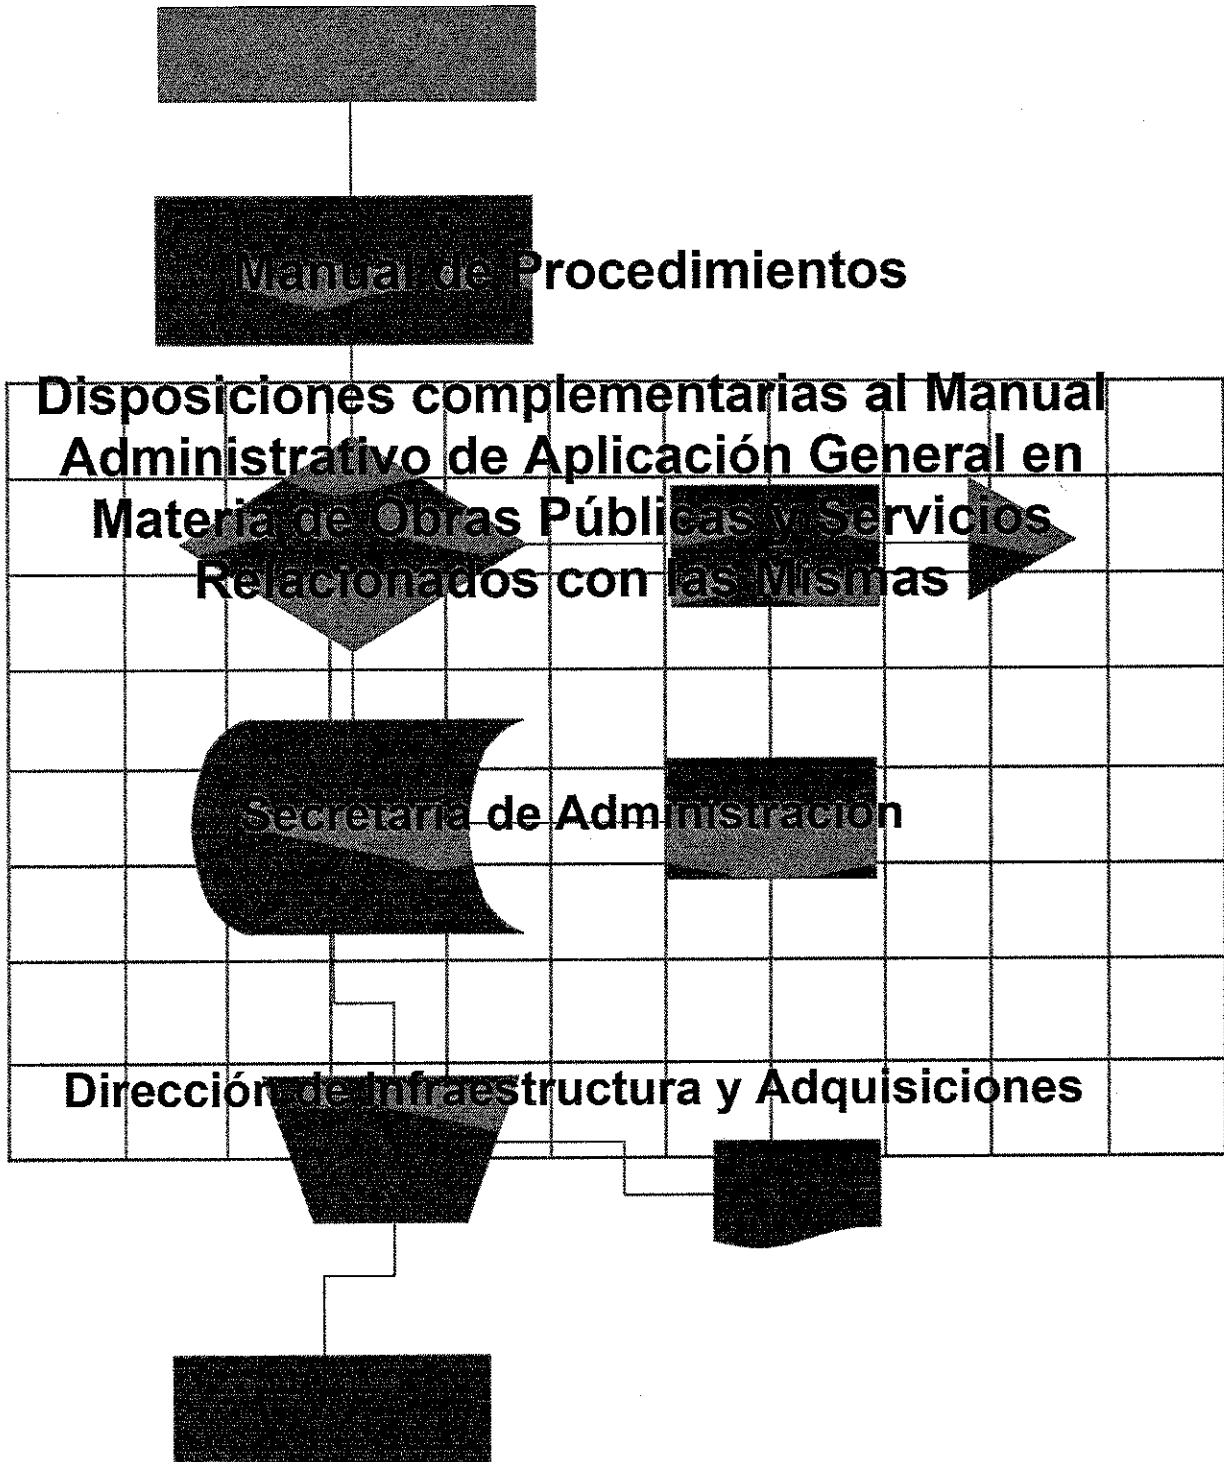 Manual de Procedimientos
Disposiciones complementarias al Manual
Administrativo de Aplicación General en
Materia de Obras Públicas y Servicios
Relacionados con las Mismas
Secretaría de Administración
Dirección de Infraestructura y Adquisiciones